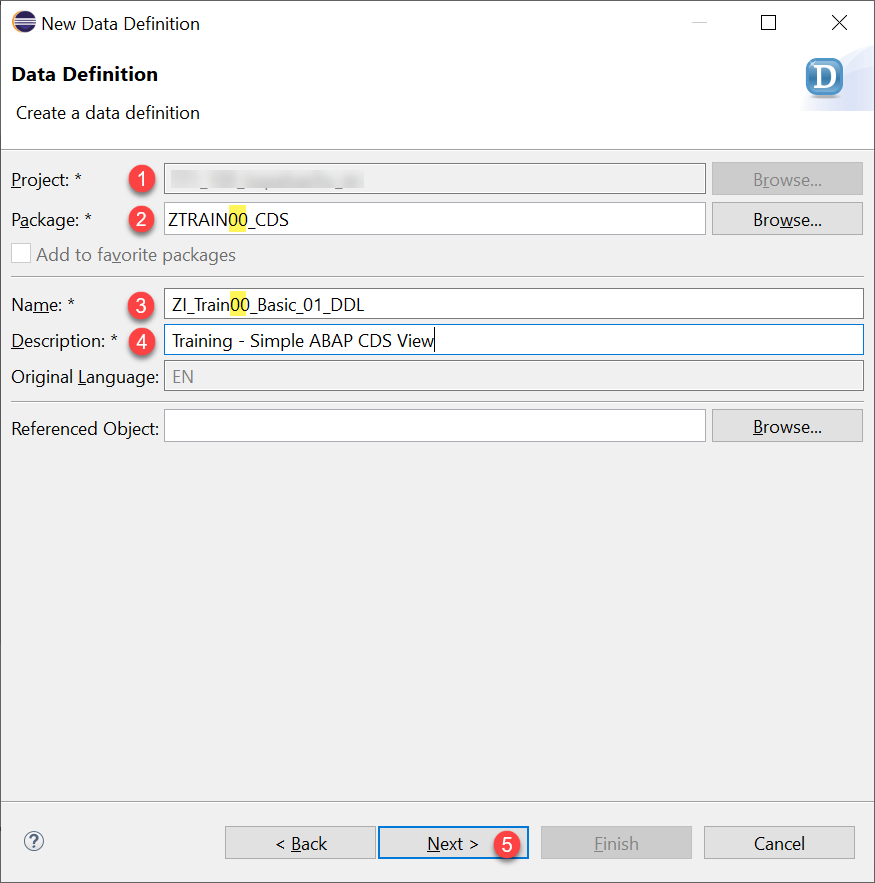 New Data Definition
Data Definition
D
Create a data definition
Project: * 1 Browse...
Package: * 2 ZTRAIN00_CDS Browse...
Add to favorite packages
Name: * 3 ZI_Train00_Basic_01_DDL
Description: * 4 Training - Simple ABAP CDS View
Original Language: EN
Referenced Object: Browse...
? < Back Next > 5 Finish Cancel